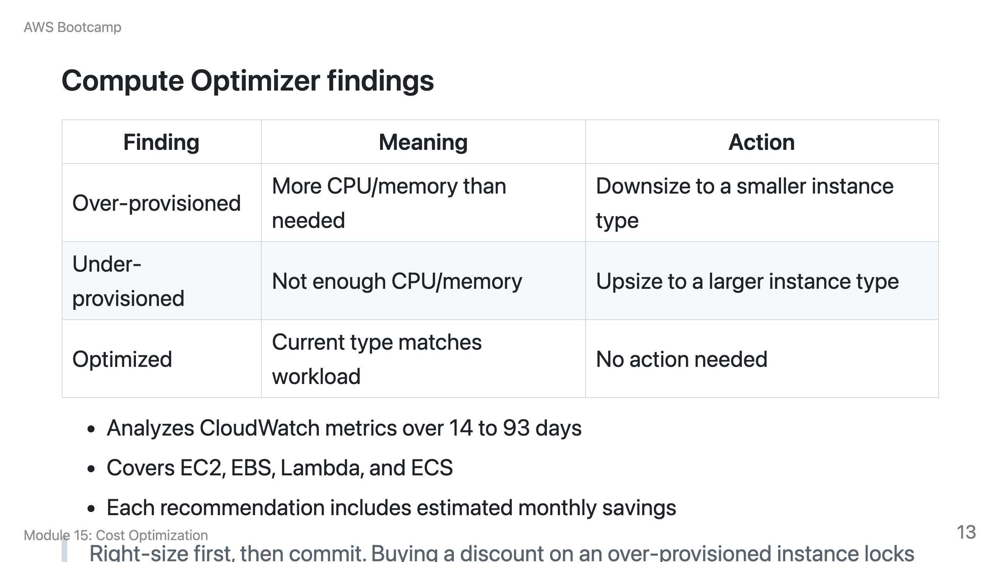 AWS Bootcamp
Compute Optimizer findings
Finding
Meaning
Action
Over-provisioned
More CPU/memory than
needed
Downsize to a smaller instance
type
Under-
provisioned
Not enough CPU/memory
Upsize to a larger instance type
Optimized
Current type matches
workload
No action needed
• Analyzes CloudWatch metrics over 14 to 93 days
• Covers EC2, EBS, Lambda, and ECS
• Each recommendation includes estimated monthly savings
Module 15: Cost Optimization
13
Right-size first, then commit. Buying a discount on an over-provisioned instance locks